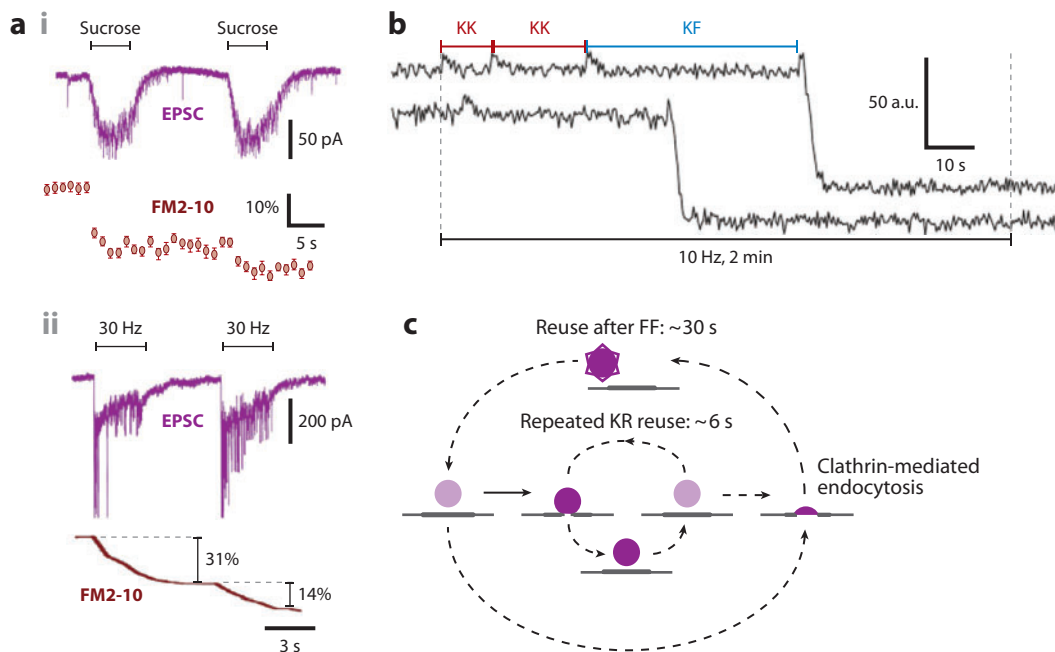 a i
Sucrose Sucrose
EPSC
50 pA
FM2-10
10%
5 s
ii
30 Hz 30 Hz
EPSC
200 pA
31%
14%
FM2-10
3 s
b
KK KK KF
50 a.u.
10 s
10 Hz, 2 min
c
Reuse after FF: ~30 s
Repeated KR reuse: ~6 s
Clathrin-mediated
endocytosis